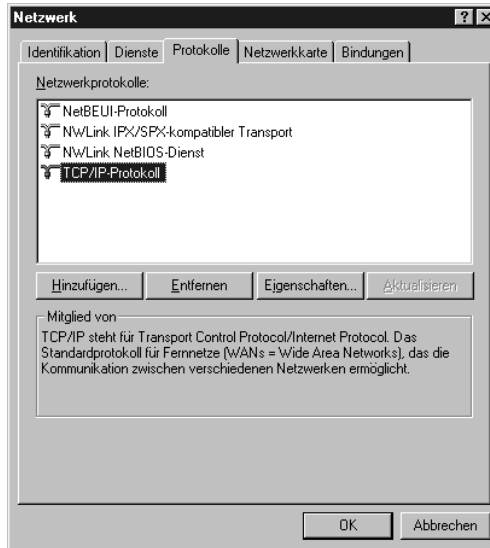 Netzwerk
Identifikation Dienste Protokolle Netzwerkkarte Bindungen
Netzwerkprotokolle:
NetBEUI-Protokoll
NWLink IPX/SPX-kompatibler Transport
NWLink NetBIOS-Dienst
TCP/IP-Protokoll
Hinzufügen... Entfernen Eigenschaften... Aktualisieren
Mitglied von
TCP/IP steht für Transport Control Protocol/Internet Protocol. Das
Standardprotokoll für Fernnetze (WANs = Wide Area Networks), das die
Kommunikation zwischen verschiedenen Netzwerken ermöglicht.
OK Abbrechen